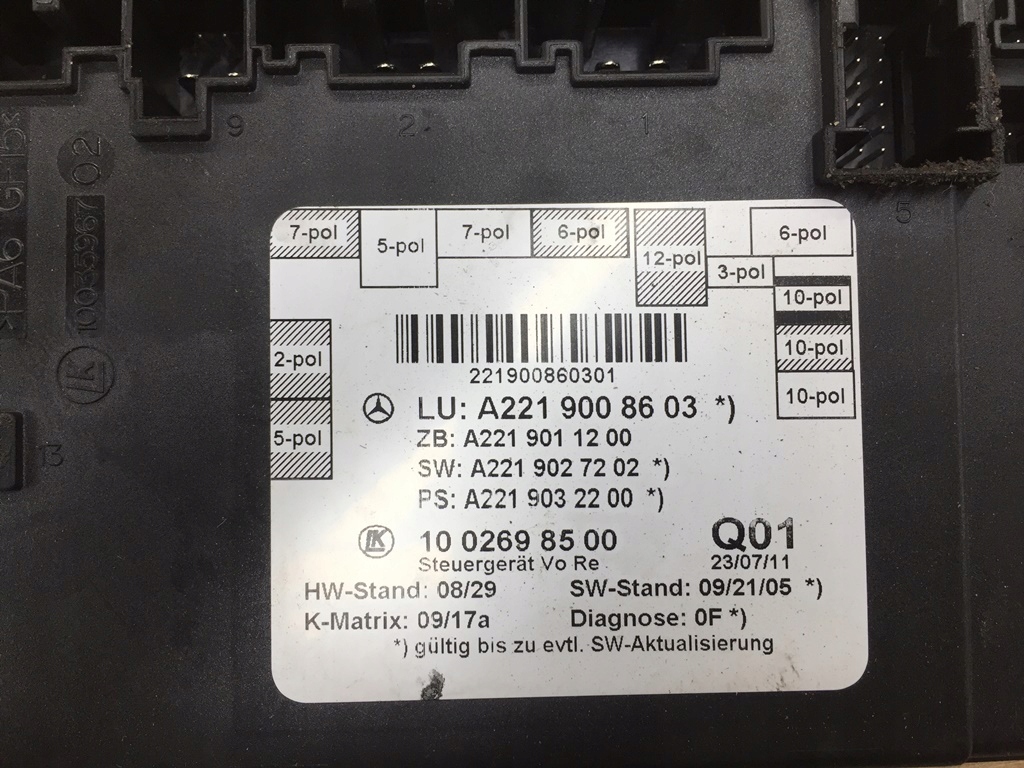 9
2
1
5
>PA6 GF15<
10035967 02
LK
13
7-pol
5-pol
7-pol
6-pol
12-pol
3-pol
6-pol
10-pol
10-pol
10-pol
2-pol
5-pol
221900860301
LU: A221 900 86 03 *)
ZB: A221 901 12 00
SW: A221 902 72 02 *)
PS: A221 903 22 00 *)
LK 10 0269 85 00 Q01
Steuergerät Vo Re 23/07/11
HW-Stand: 08/29 SW-Stand: 09/21/05 *)
K-Matrix: 09/17a Diagnose: 0F *)
*) gültig bis zu evtl. SW-Aktualisierung